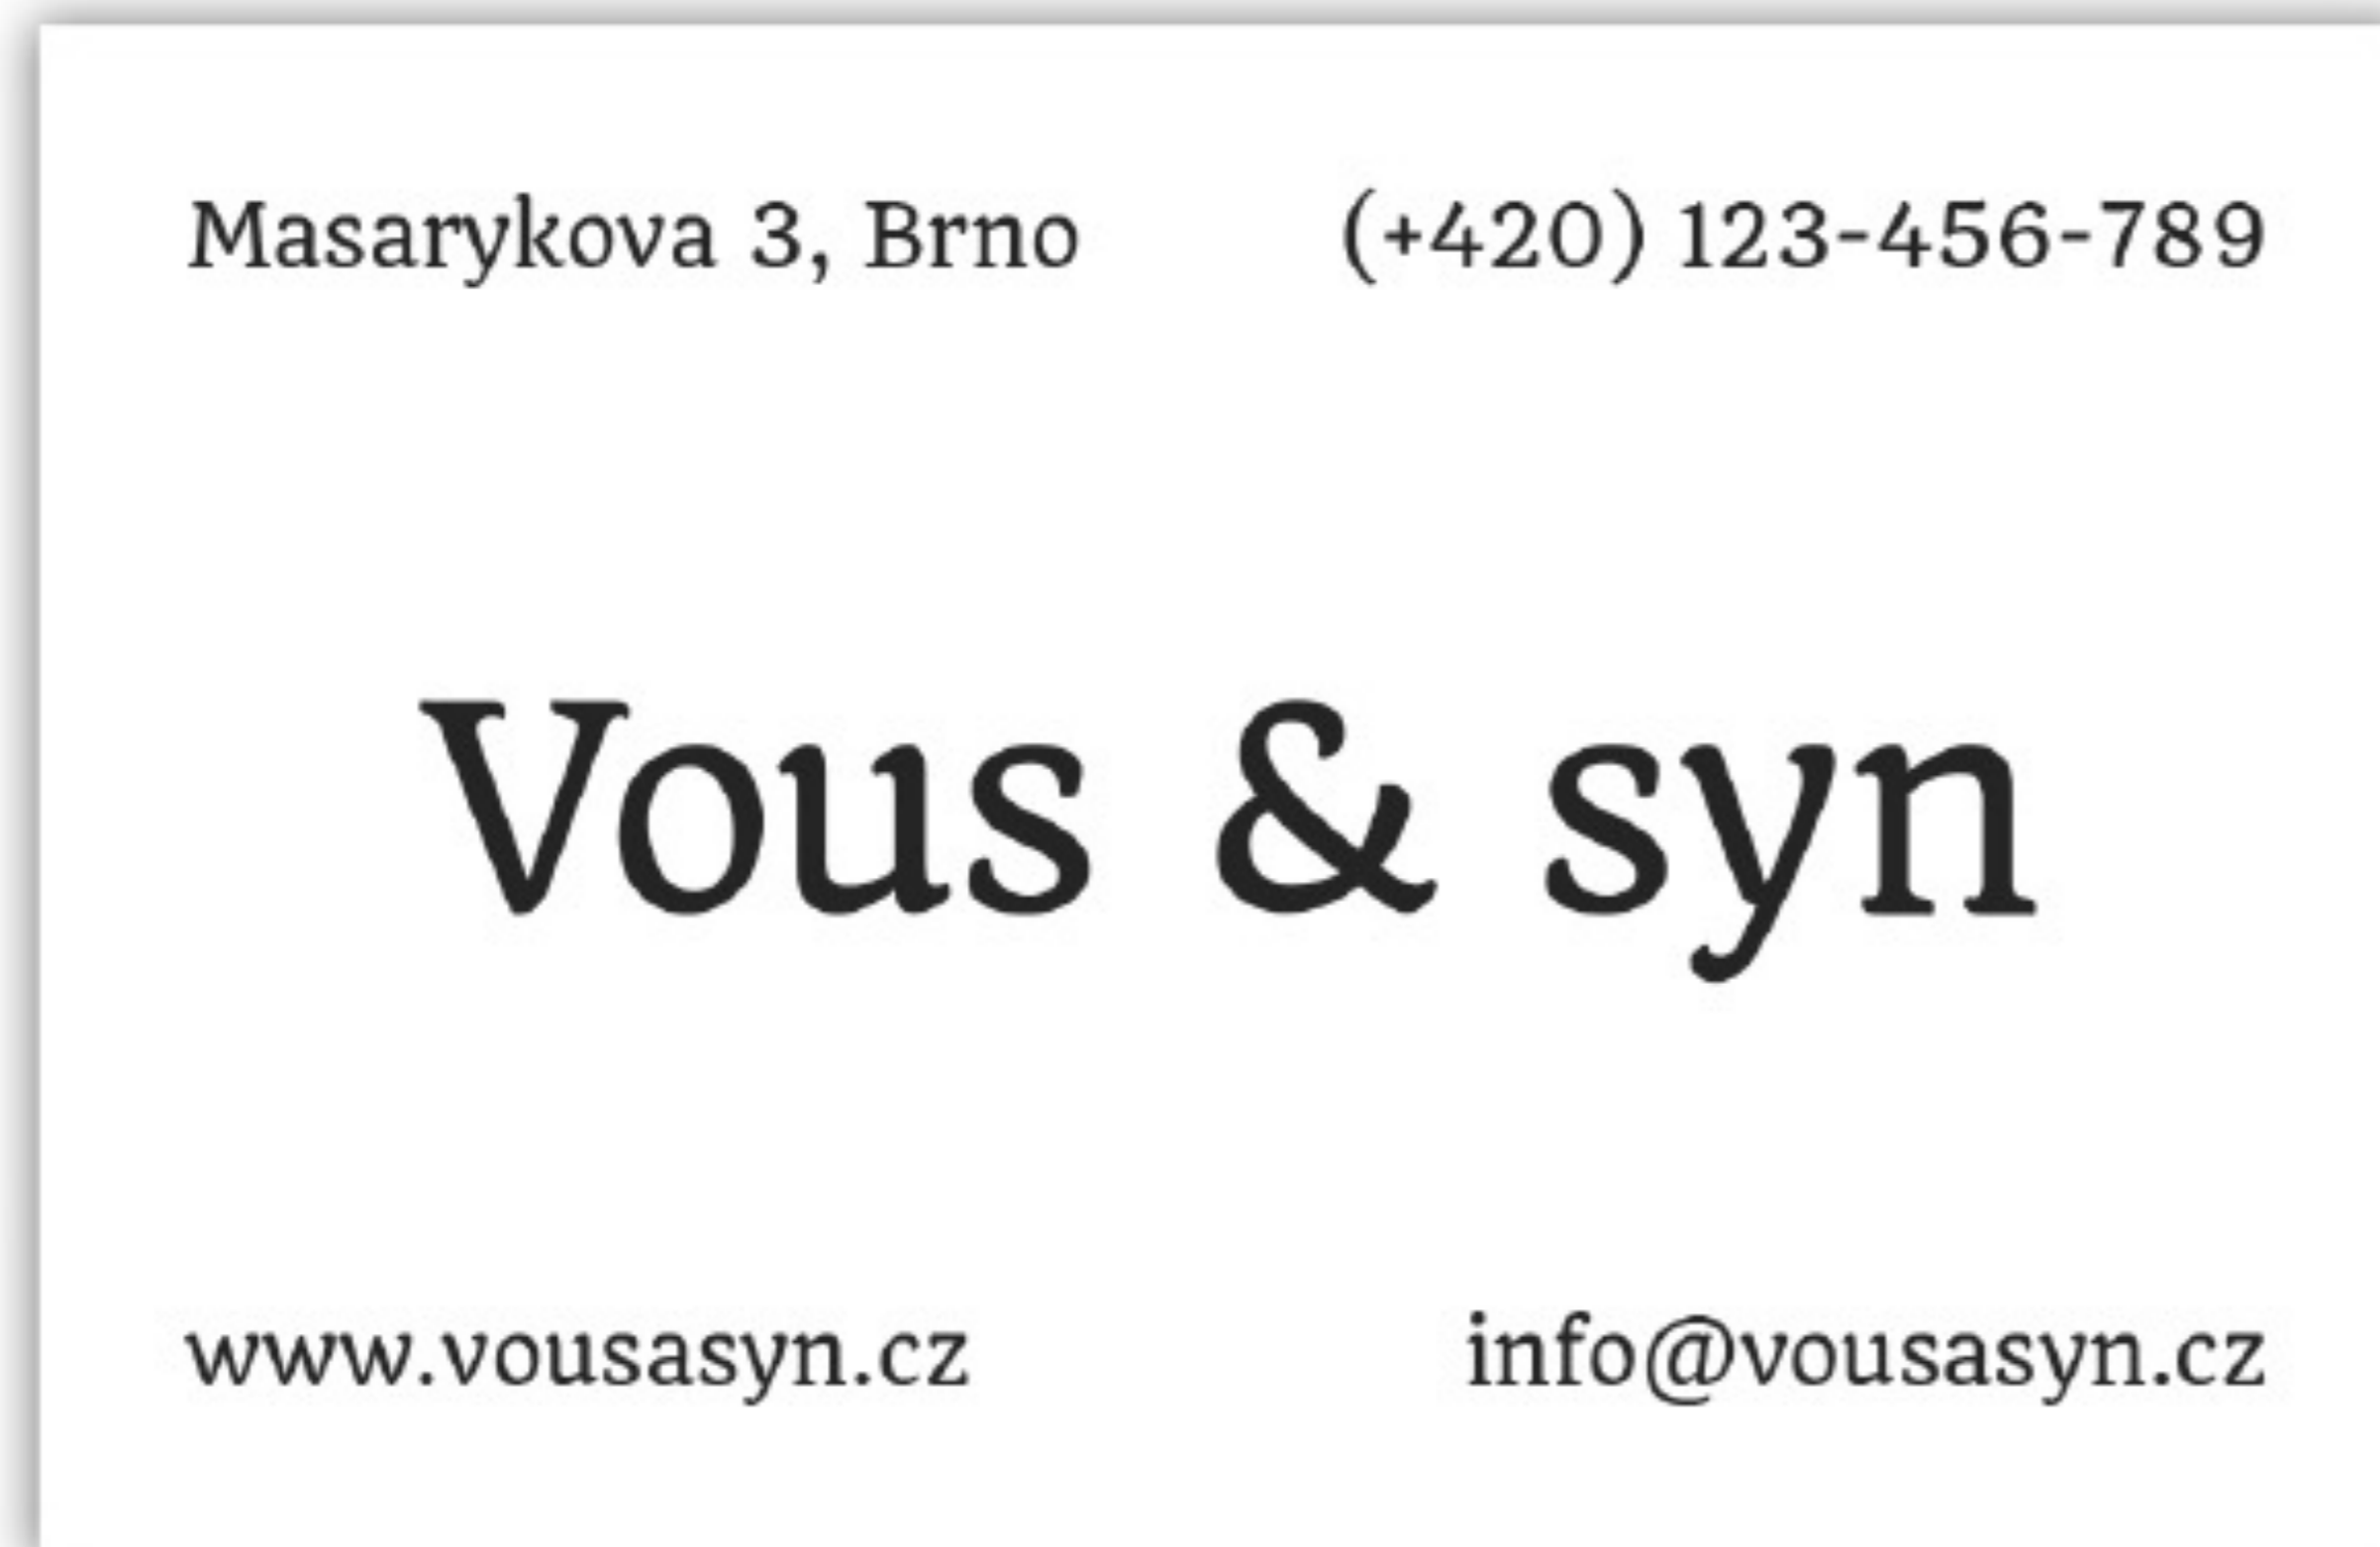 Masarykova 3, Brno
(+420) 123-456-789
Vous & syn
www.vousasyn.cz
info@vousasyn.cz